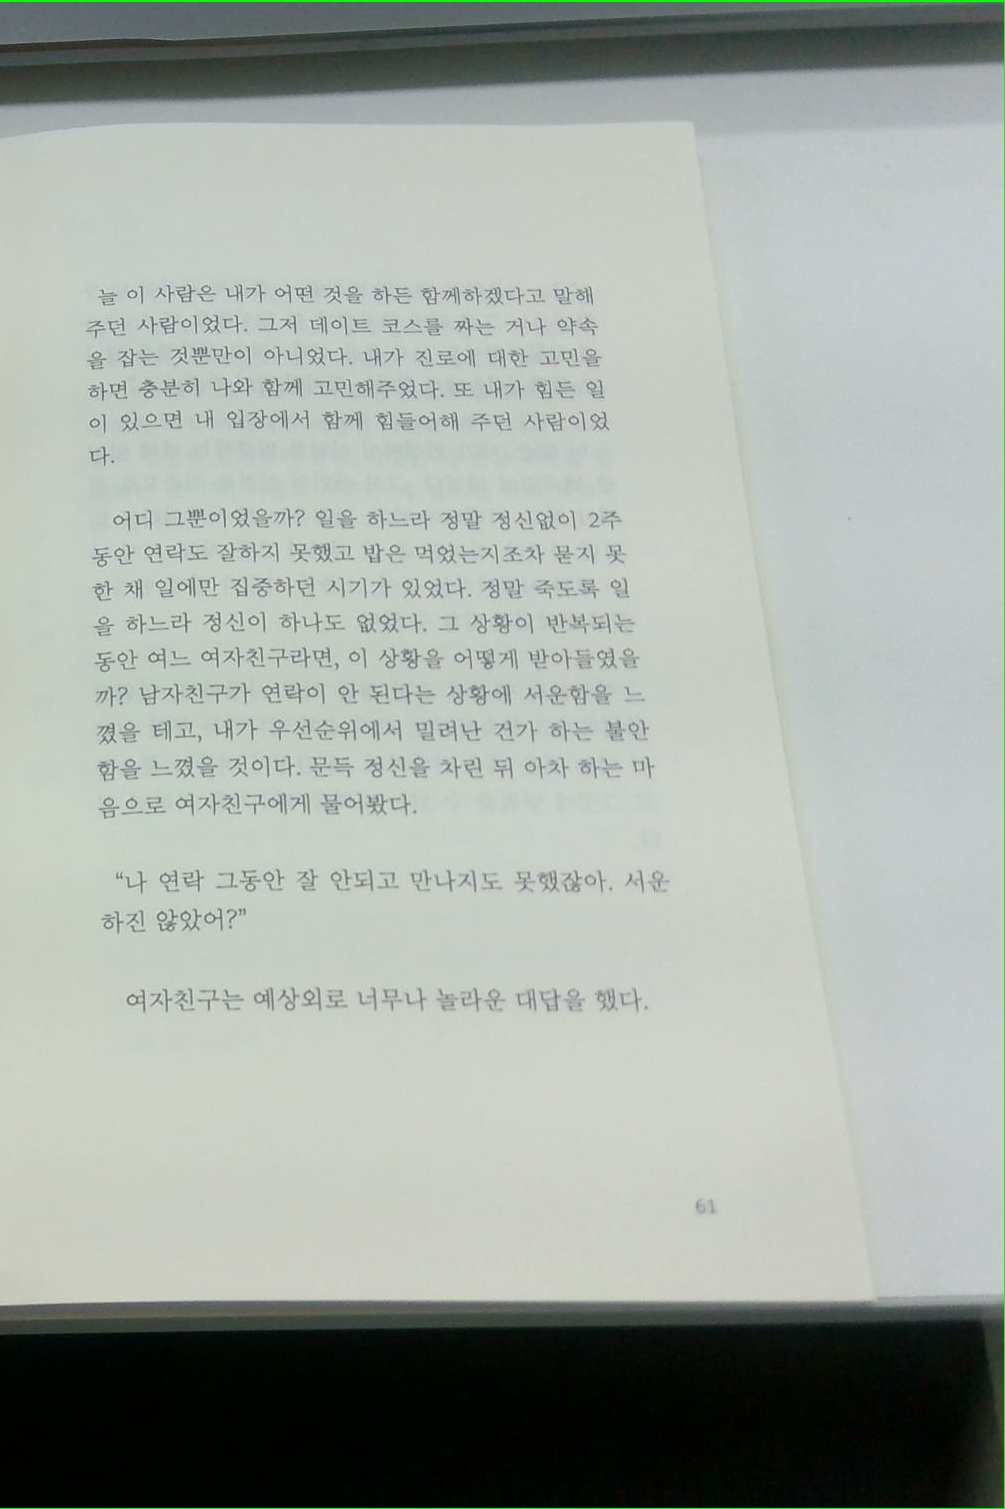 늘 이 사람은 내가 어떤 것을 하든 함께하겠다고 말해
주던 사람이었다. 그저 데이트 코스를 짜는 거나 약속
을 잡는 것뿐만이 아니었다. 내가 진로에 대한 고민을
하면 충분히 나와 함께 고민해주었다. 또 내가 힘든 일
이 있으면 내 입장에서 함께 힘들어해 주던 사람이었
다.
어디 그뿐이었을까? 일을 하느라 정말 정신없이 2주
동안 연락도 잘하지 못했고 밥은 먹었는지조차 묻지 못
한 채 일에만 집중하던 시기가 있었다. 정말 죽도록 일
을 하느라 정신이 하나도 없었다. 그 상황이 반복되는
동안 여느 여자친구라면, 이 상황을 어떻게 받아들였을
까? 남자친구가 연락이 안 된다는 상황에 서운함을 느
꼈을 테고, 내가 우선순위에서 밀려난 건가 하는 불안
함을 느꼈을 것이다. 문득 정신을 차린 뒤 아차 하는 마
음으로 여자친구에게 물어봤다.
“나 연락 그동안 잘 안되고 만나지도 못했잖아. 서운
하진 않았어?”
여자친구는 예상외로 너무나 놀라운 대답을 했다.
61